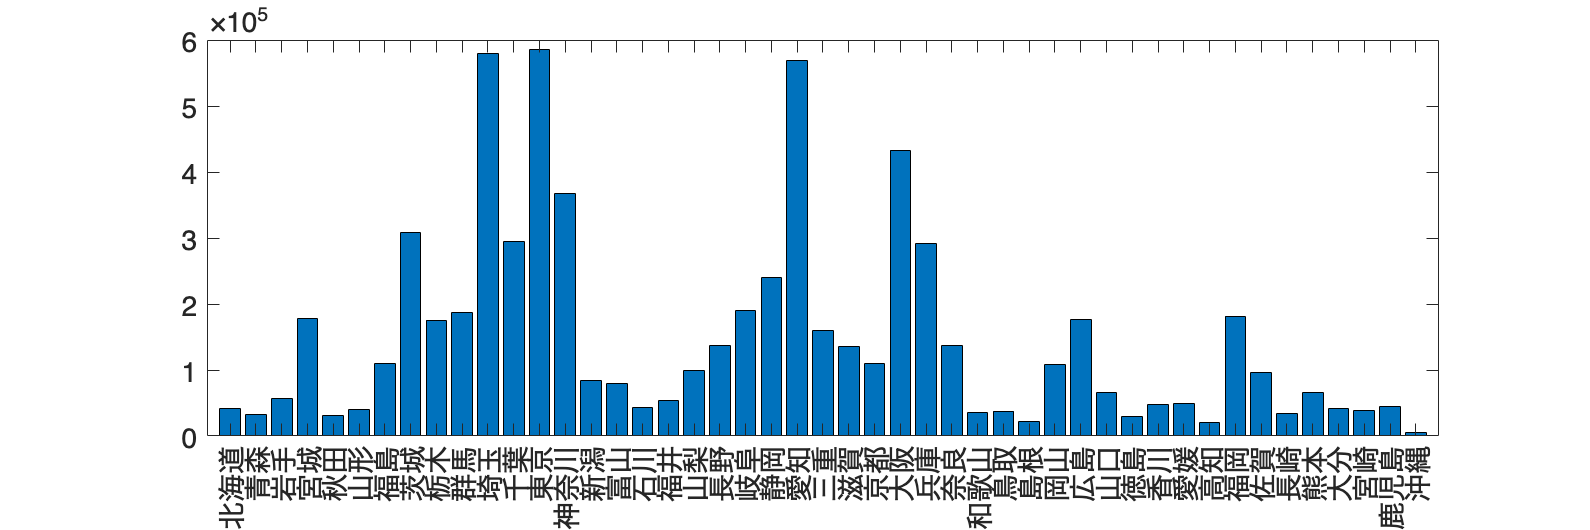 ×10⁵
6
5
4
3
2
1
0
北海道
青森
岩手
宮城
秋田
山形
福島
茨城
栃木
群馬
埼玉
千葉
東京
神奈川
新潟
富山
石川
福井
山梨
長野
岐阜
静岡
愛知
三重
滋賀
京都
大阪
兵庫
奈良
和歌山
鳥取
島根
岡山
広島
山口
徳島
香川
愛媛
高知
福岡
佐賀
長崎
熊本
大分
宮崎
鹿児島
沖縄